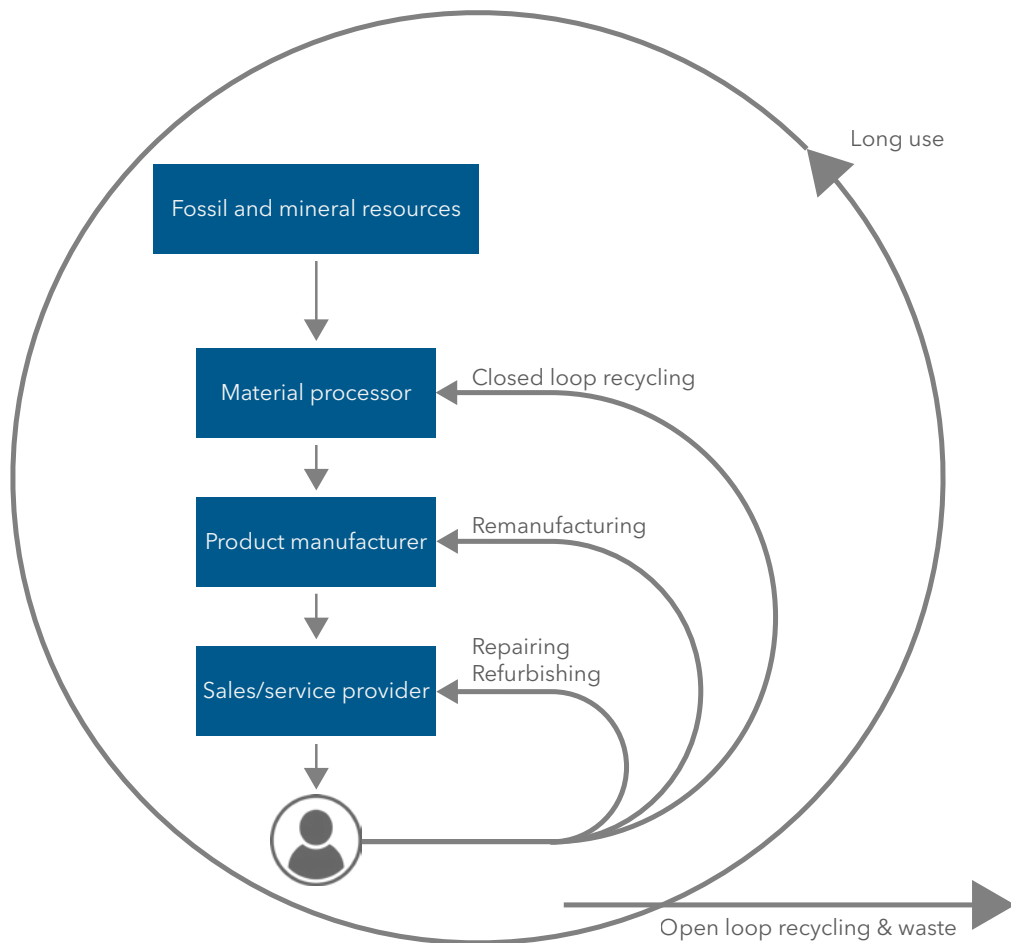 Long use
Fossil and mineral resources
Closed loop recycling
Material processor
Remanufacturing
Product manufacturer
Repairing
Refurbishing
Sales/service provider
Open loop recycling & waste